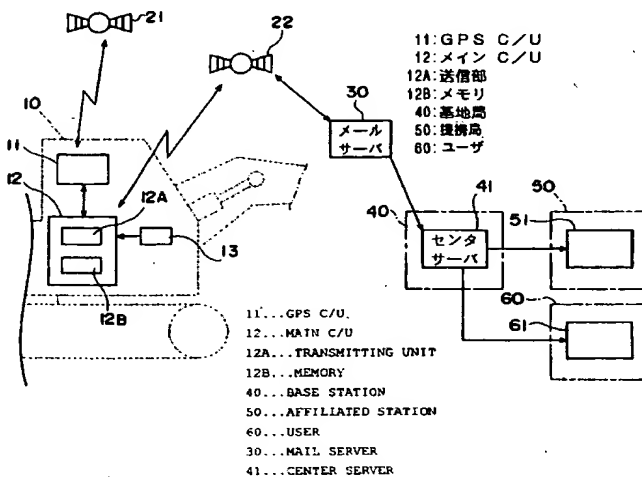 21
22
11:GPS C/U
12:メイン C/U
12A:送信部
12B:メモリ
40:基地局
50:提携局
60:ユーザ
30
メール
サーバ
10
11
12
12A
13
12B
40
41
センタ
サーバ
50
51
60
61
11...GPS C/U
12...MAIN C/U
12A...TRANSMITTING UNIT
12B...MEMORY
40...BASE STATION
50...AFFILIATED STATION
60...USER
30...MAIL SERVER
41...CENTER SERVER